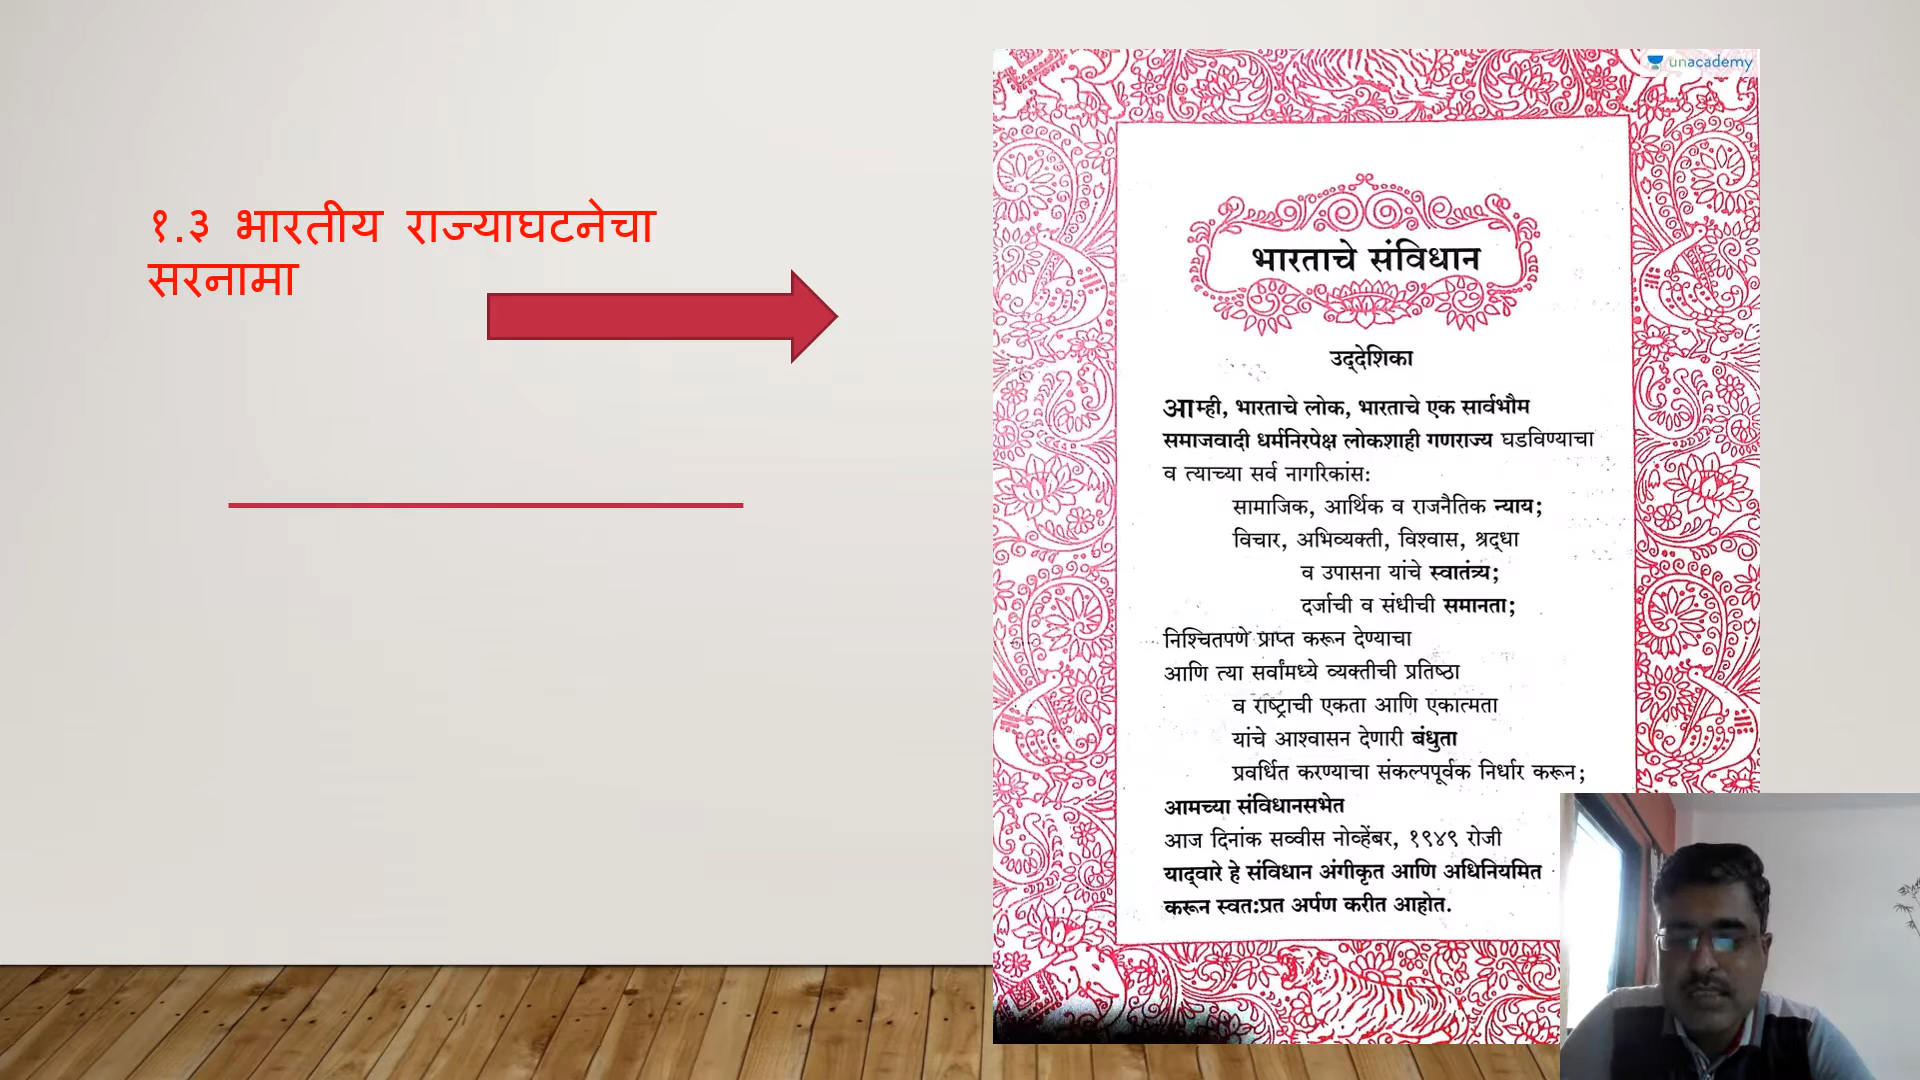 १.३ भारतीय राज्याघटनेचा
सरनामा
unacademy
भारताचे संविधान
उद्देशिका
आम्ही, भारताचे लोक, भारताचे एक सार्वभौम
समाजवादी धर्मनिरपेक्ष लोकशाही गणराज्य घडविण्याचा
व त्याच्या सर्व नागरिकांस:
सामाजिक, आर्थिक व राजनैतिक न्याय;
विचार, अभिव्यक्ती, विश्वास, श्रद्धा
व उपासना यांचे स्वातंत्र्य;
दर्जाची व संधीची समानता;
निश्चितपणे प्राप्त करून देण्याचा
आणि त्या सर्वांमध्ये व्यक्तीची प्रतिष्ठा
व राष्ट्राची एकता आणि एकात्मता
यांचे आश्वासन देणारी बंधुता
प्रवर्धित करण्याचा संकल्पपूर्वक निर्धार करून;
आमच्या संविधानसभेत
आज दिनांक सव्वीस नोव्हेंबर, १९४९ रोजी
याद्वारे हे संविधान अंगीकृत आणि अधिनियमित
करून स्वत:प्रत अर्पण करीत आहोत.